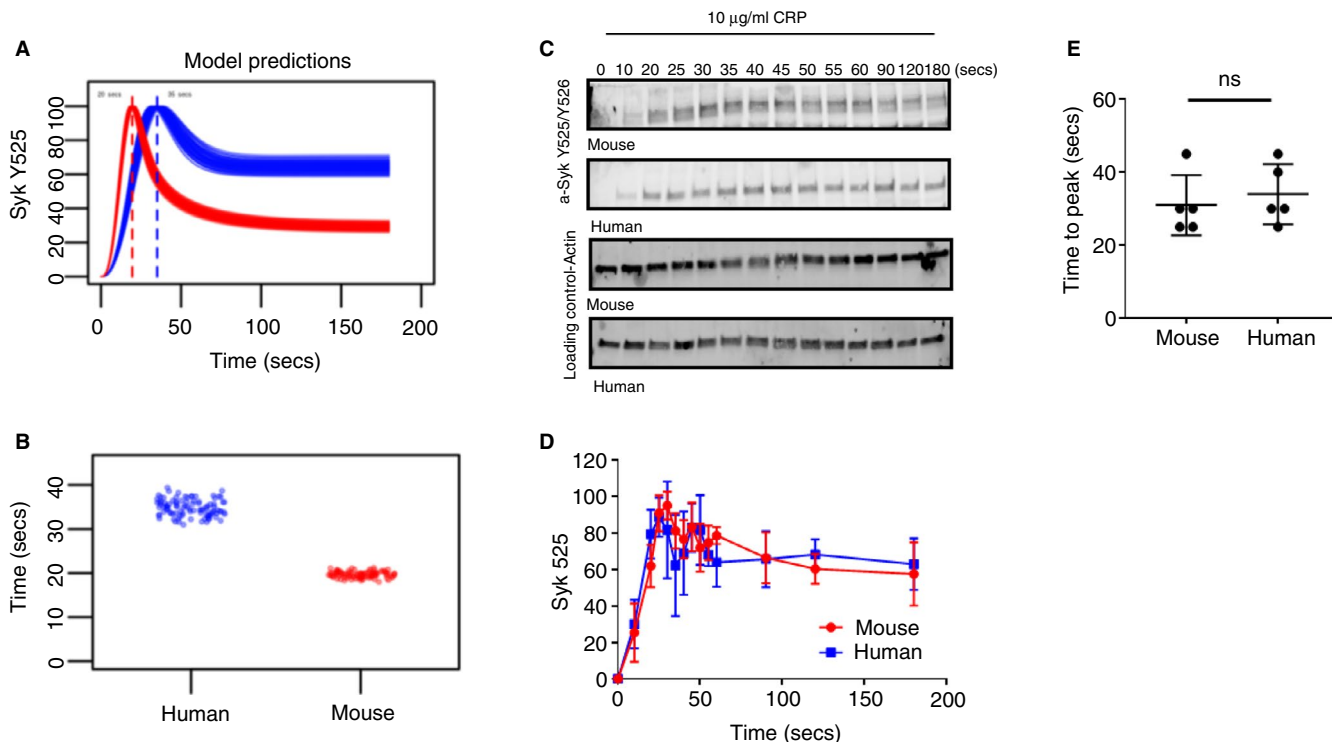 A
Model predictions
20 secs
35 secs
Syk Y525
100
80
60
40
20
0
0 50 100 150 200
Time (secs)
B
Time (secs)
40
30
20
10
0
Human Mouse
C
10 µg/ml CRP
0 10 20 25 30 35 40 45 50 55 60 90 120 180 (secs)
a-Syk Y525/Y526
Mouse
Human
Loading control-Actin
Mouse
Human
D
Syk 525
120
100
80
60
40
20
0
Mouse
Human
0 50 100 150 200
Time (secs)
E
ns
Time to peak (secs)
60
40
20
0
Mouse Human